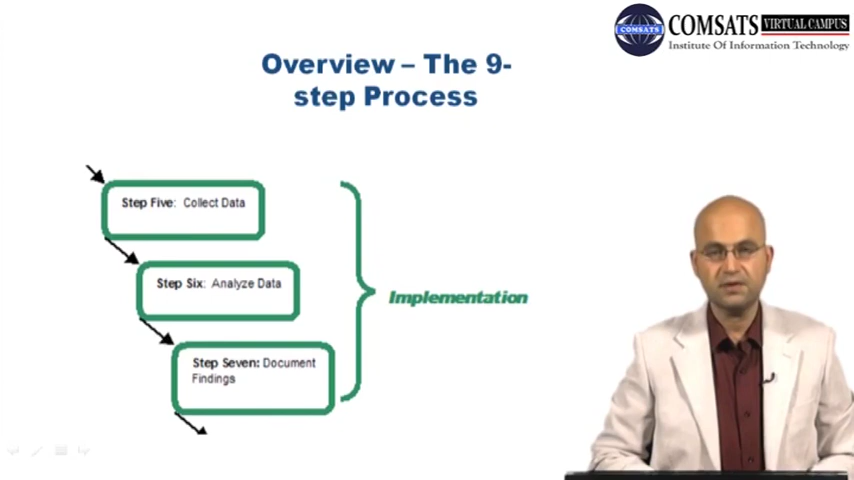 COMSATS VIRTUAL CAMPUS
Institute Of Information Technology
COMSATS
Overview – The 9-
step Process
Step Five: Collect Data
Step Six: Analyze Data
Implementation
Step Seven: Document
Findings